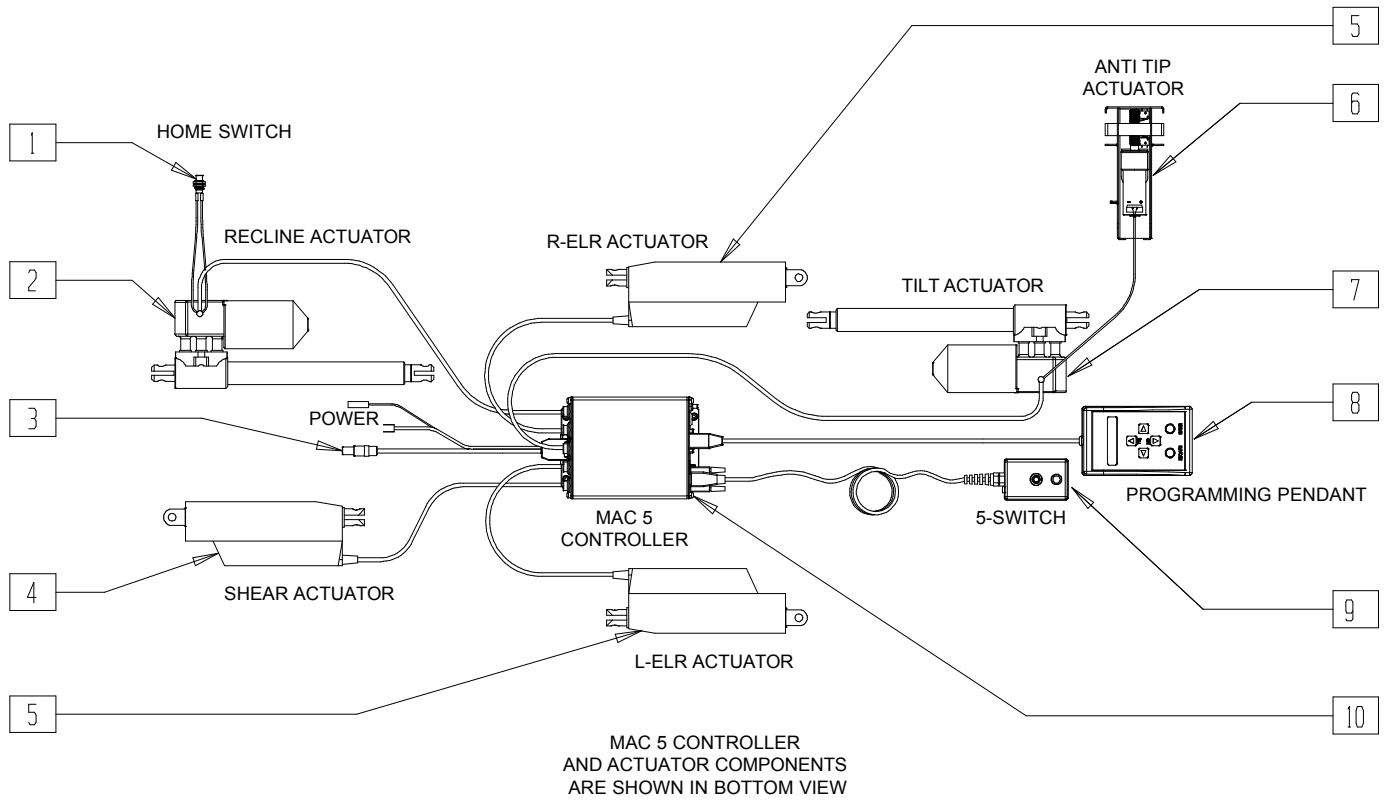 5
ANTI TIP
ACTUATOR
6
1
HOME SWITCH
RECLINE ACTUATOR
R-ELR ACTUATOR
2
TILT ACTUATOR
7
3
POWER
8
PROGRAMMING PENDANT
MAC 5
CONTROLLER
5-SWITCH
4
SHEAR ACTUATOR
9
L-ELR ACTUATOR
5
10
MAC 5 CONTROLLER
AND ACTUATOR COMPONENTS
ARE SHOWN IN BOTTOM VIEW